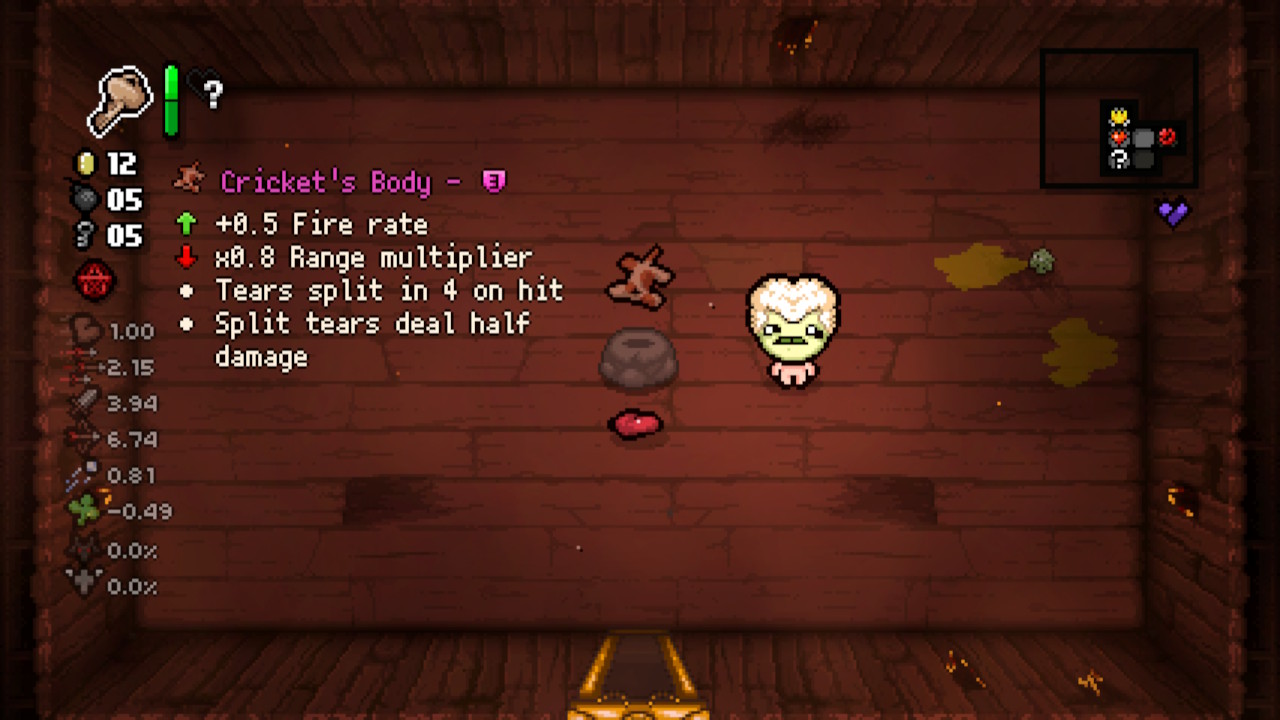 ?
12
05
05
Cricket's Body - 3
+0.5 Fire rate
x0.8 Range multiplier
Tears split in 4 on hit
Split tears deal half
damage
1.00
2.15
3.94
6.74
0.81
-0.49
0.0%
0.0%
?